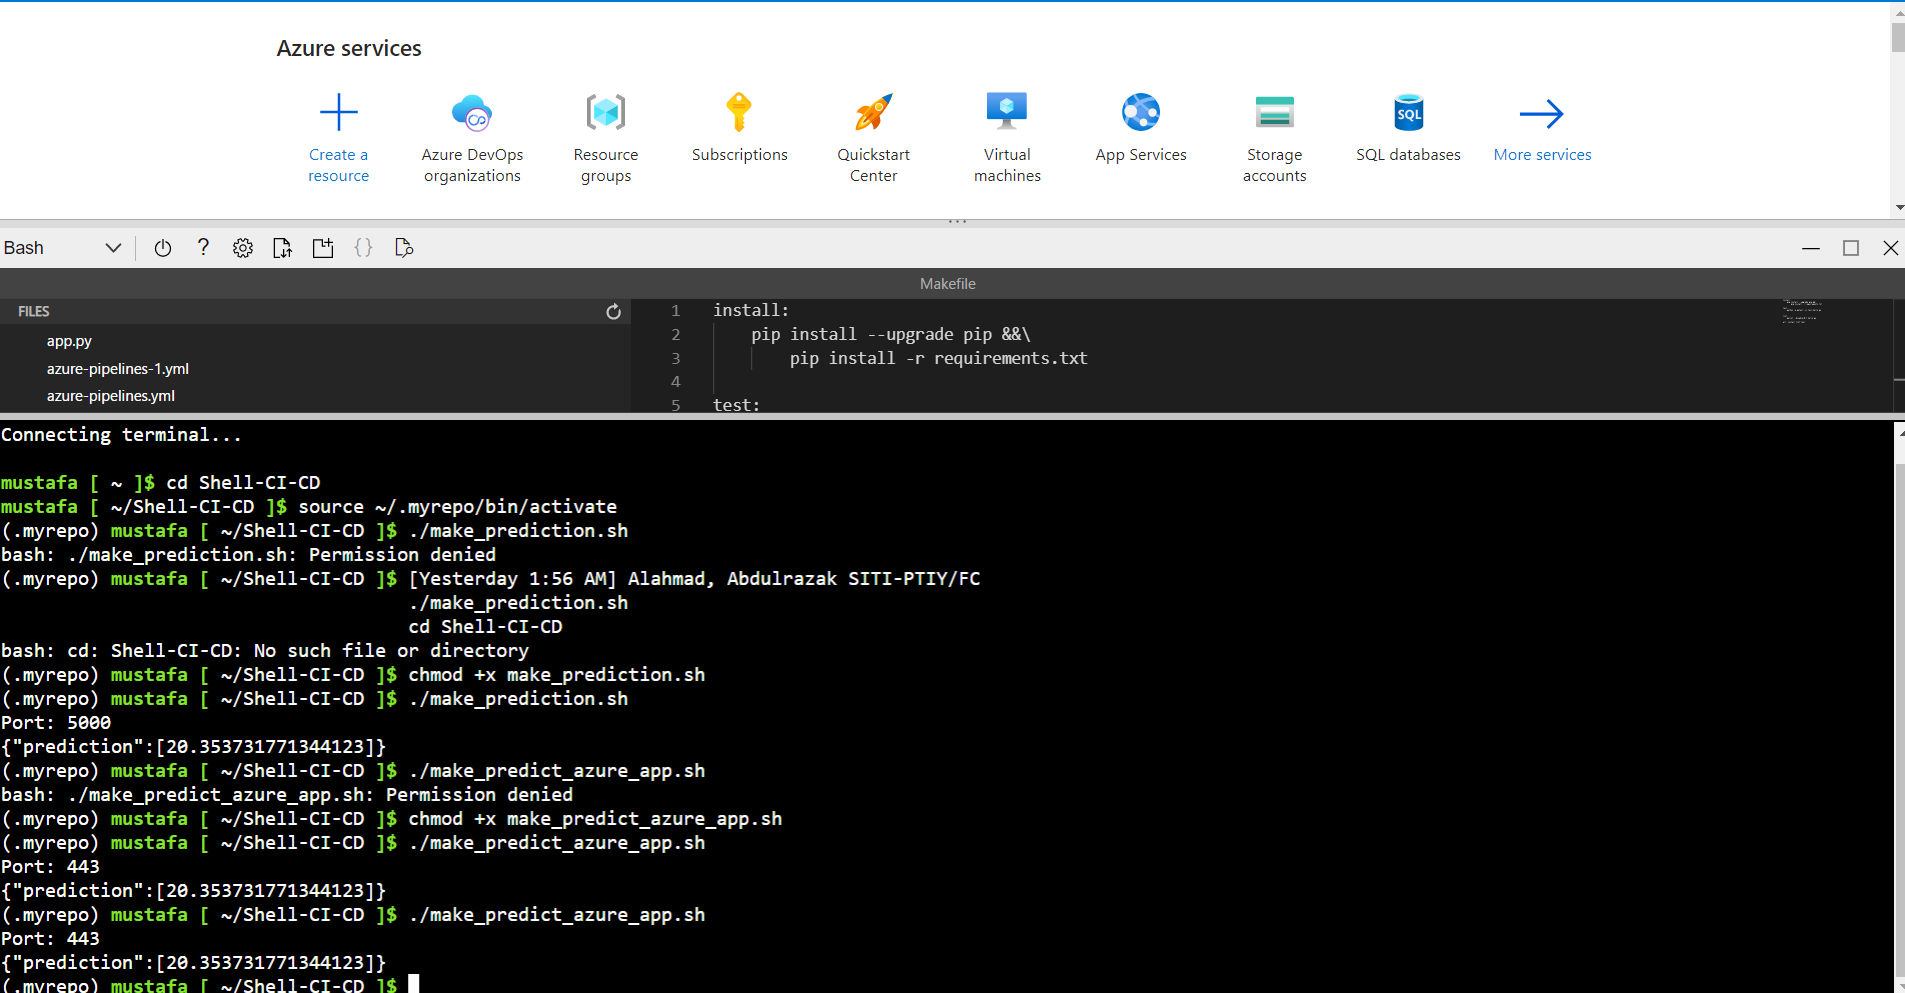 Azure services
Create a resource
Azure DevOps organizations
Resource groups
Subscriptions
Quickstart Center
Virtual machines
App Services
Storage accounts
SQL
SQL databases
More services
Bash
Makefile
FILES
app.py
azure-pipelines-1.yml
azure-pipelines.yml
1 install:
2 pip install --upgrade pip &&\
3 pip install -r requirements.txt
4
5 test:
Connecting terminal...
mustafa [ ~ ]$ cd Shell-CI-CD
mustafa [ ~/Shell-CI-CD ]$ source ~/.myrepo/bin/activate
(.myrepo) mustafa [ ~/Shell-CI-CD ]$ ./make_prediction.sh
bash: ./make_prediction.sh: Permission denied
(.myrepo) mustafa [ ~/Shell-CI-CD ]$ [Yesterday 1:56 AM] Alahmad, Abdulrazak SITI-PTIY/FC
./make_prediction.sh
cd Shell-CI-CD
bash: cd: Shell-CI-CD: No such file or directory
(.myrepo) mustafa [ ~/Shell-CI-CD ]$ chmod +x make_prediction.sh
(.myrepo) mustafa [ ~/Shell-CI-CD ]$ ./make_prediction.sh
Port: 5000
{"prediction":[20.353731771344123]}
(.myrepo) mustafa [ ~/Shell-CI-CD ]$ ./make_predict_azure_app.sh
bash: ./make_predict_azure_app.sh: Permission denied
(.myrepo) mustafa [ ~/Shell-CI-CD ]$ chmod +x make_predict_azure_app.sh
(.myrepo) mustafa [ ~/Shell-CI-CD ]$ ./make_predict_azure_app.sh
Port: 443
{"prediction":[20.353731771344123]}
(.myrepo) mustafa [ ~/Shell-CI-CD ]$ ./make_predict_azure_app.sh
Port: 443
{"prediction":[20.353731771344123]}
(.myrepo) mustafa [ ~/Shell-CI-CD ]$